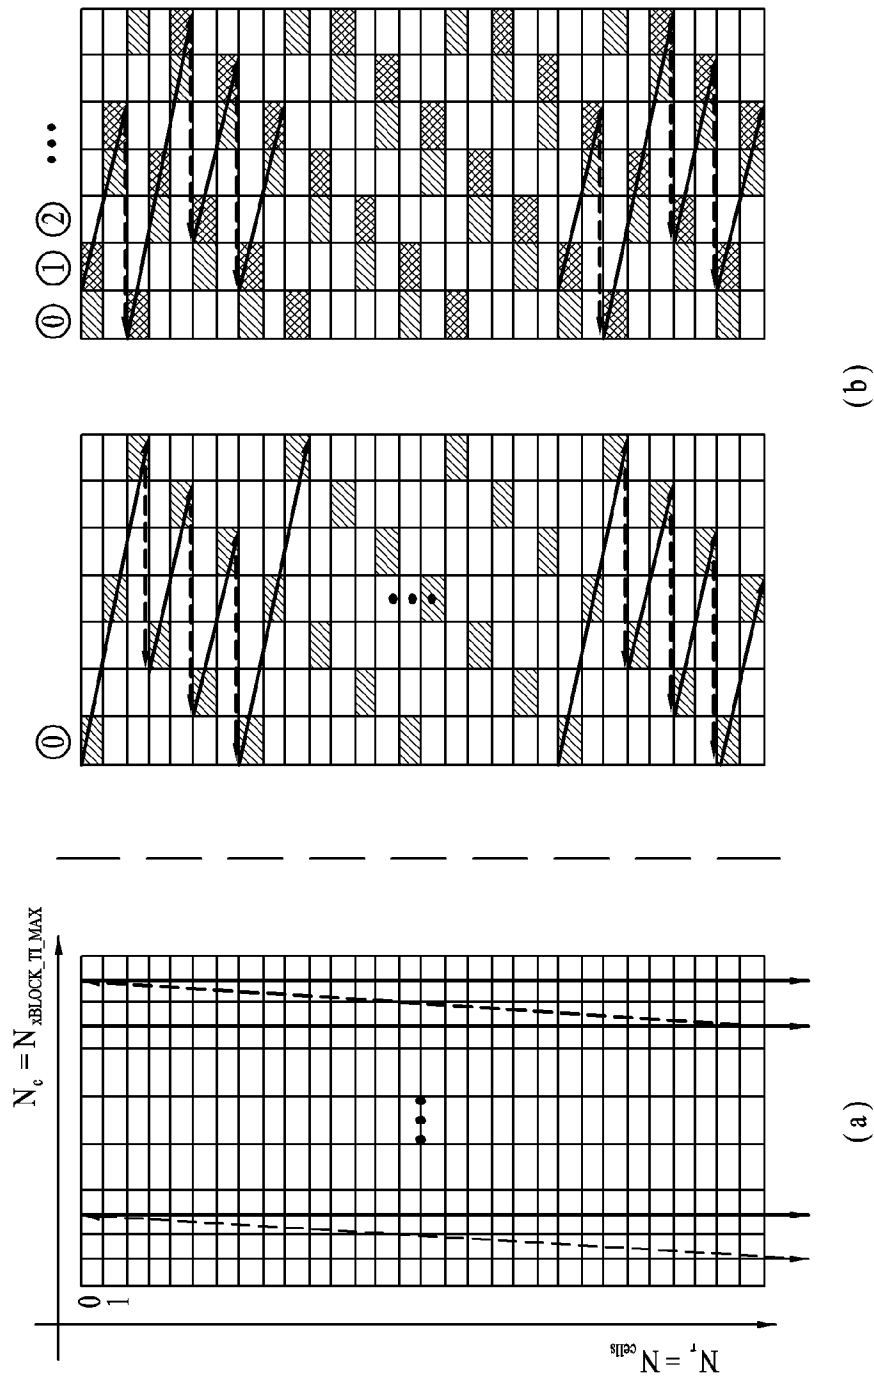 N_c = N_xBLOCK_TI_MAX
N_r = N_cells
0
1
(a)
⓪
⓪ ① ② •••
(b)